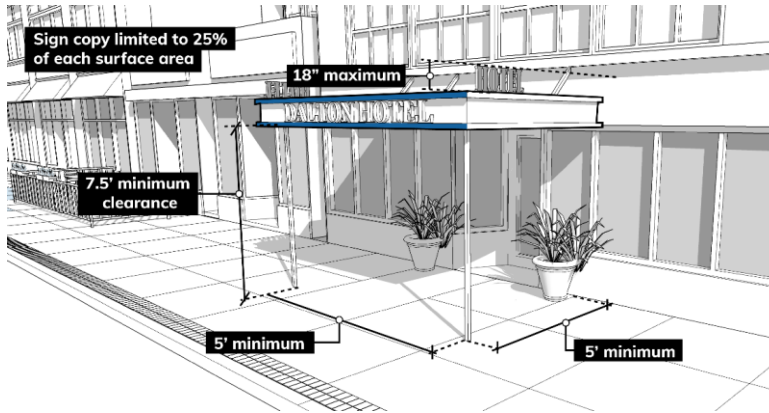 Sign copy limited to 25%
of each surface area
18" maximum
DALTON HOTEL
7.5' minimum
clearance
5' minimum
5' minimum